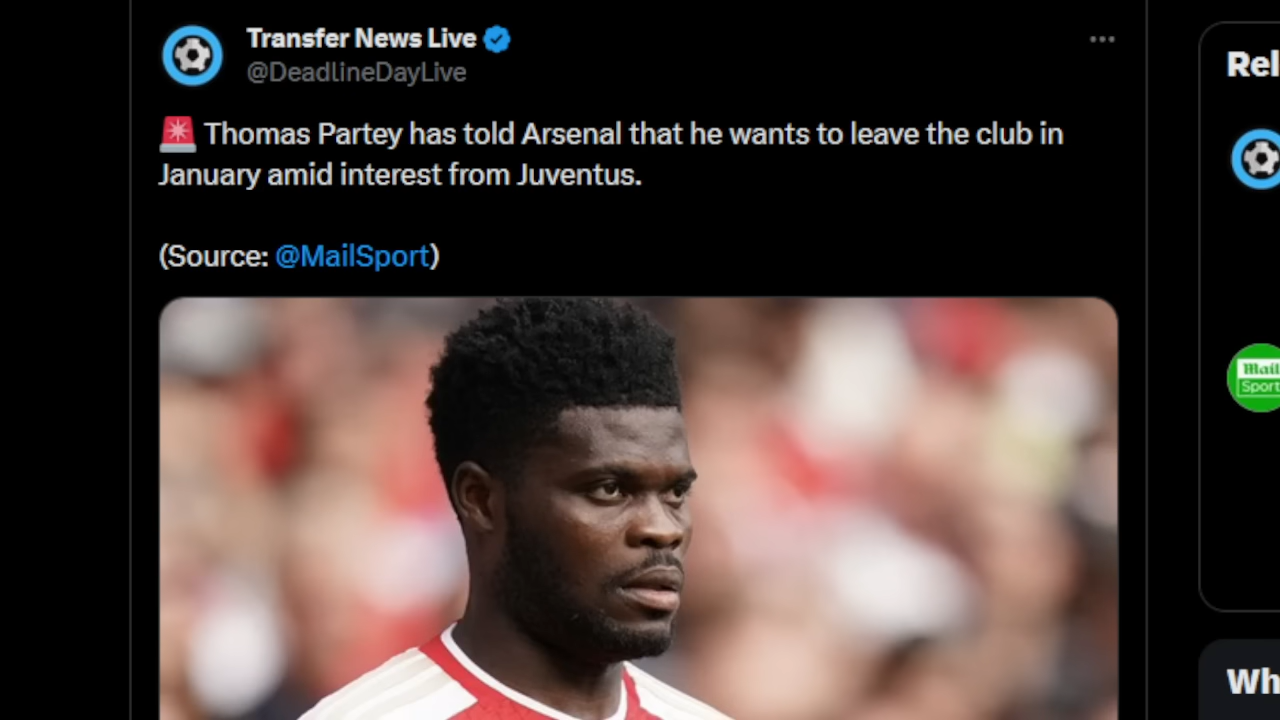 Transfer News Live
@DeadlineDayLive
🚨 Thomas Partey has told Arsenal that he wants to leave the club in
January amid interest from Juventus.
(Source: @MailSport)
Rel
Mail
Sport
Wh